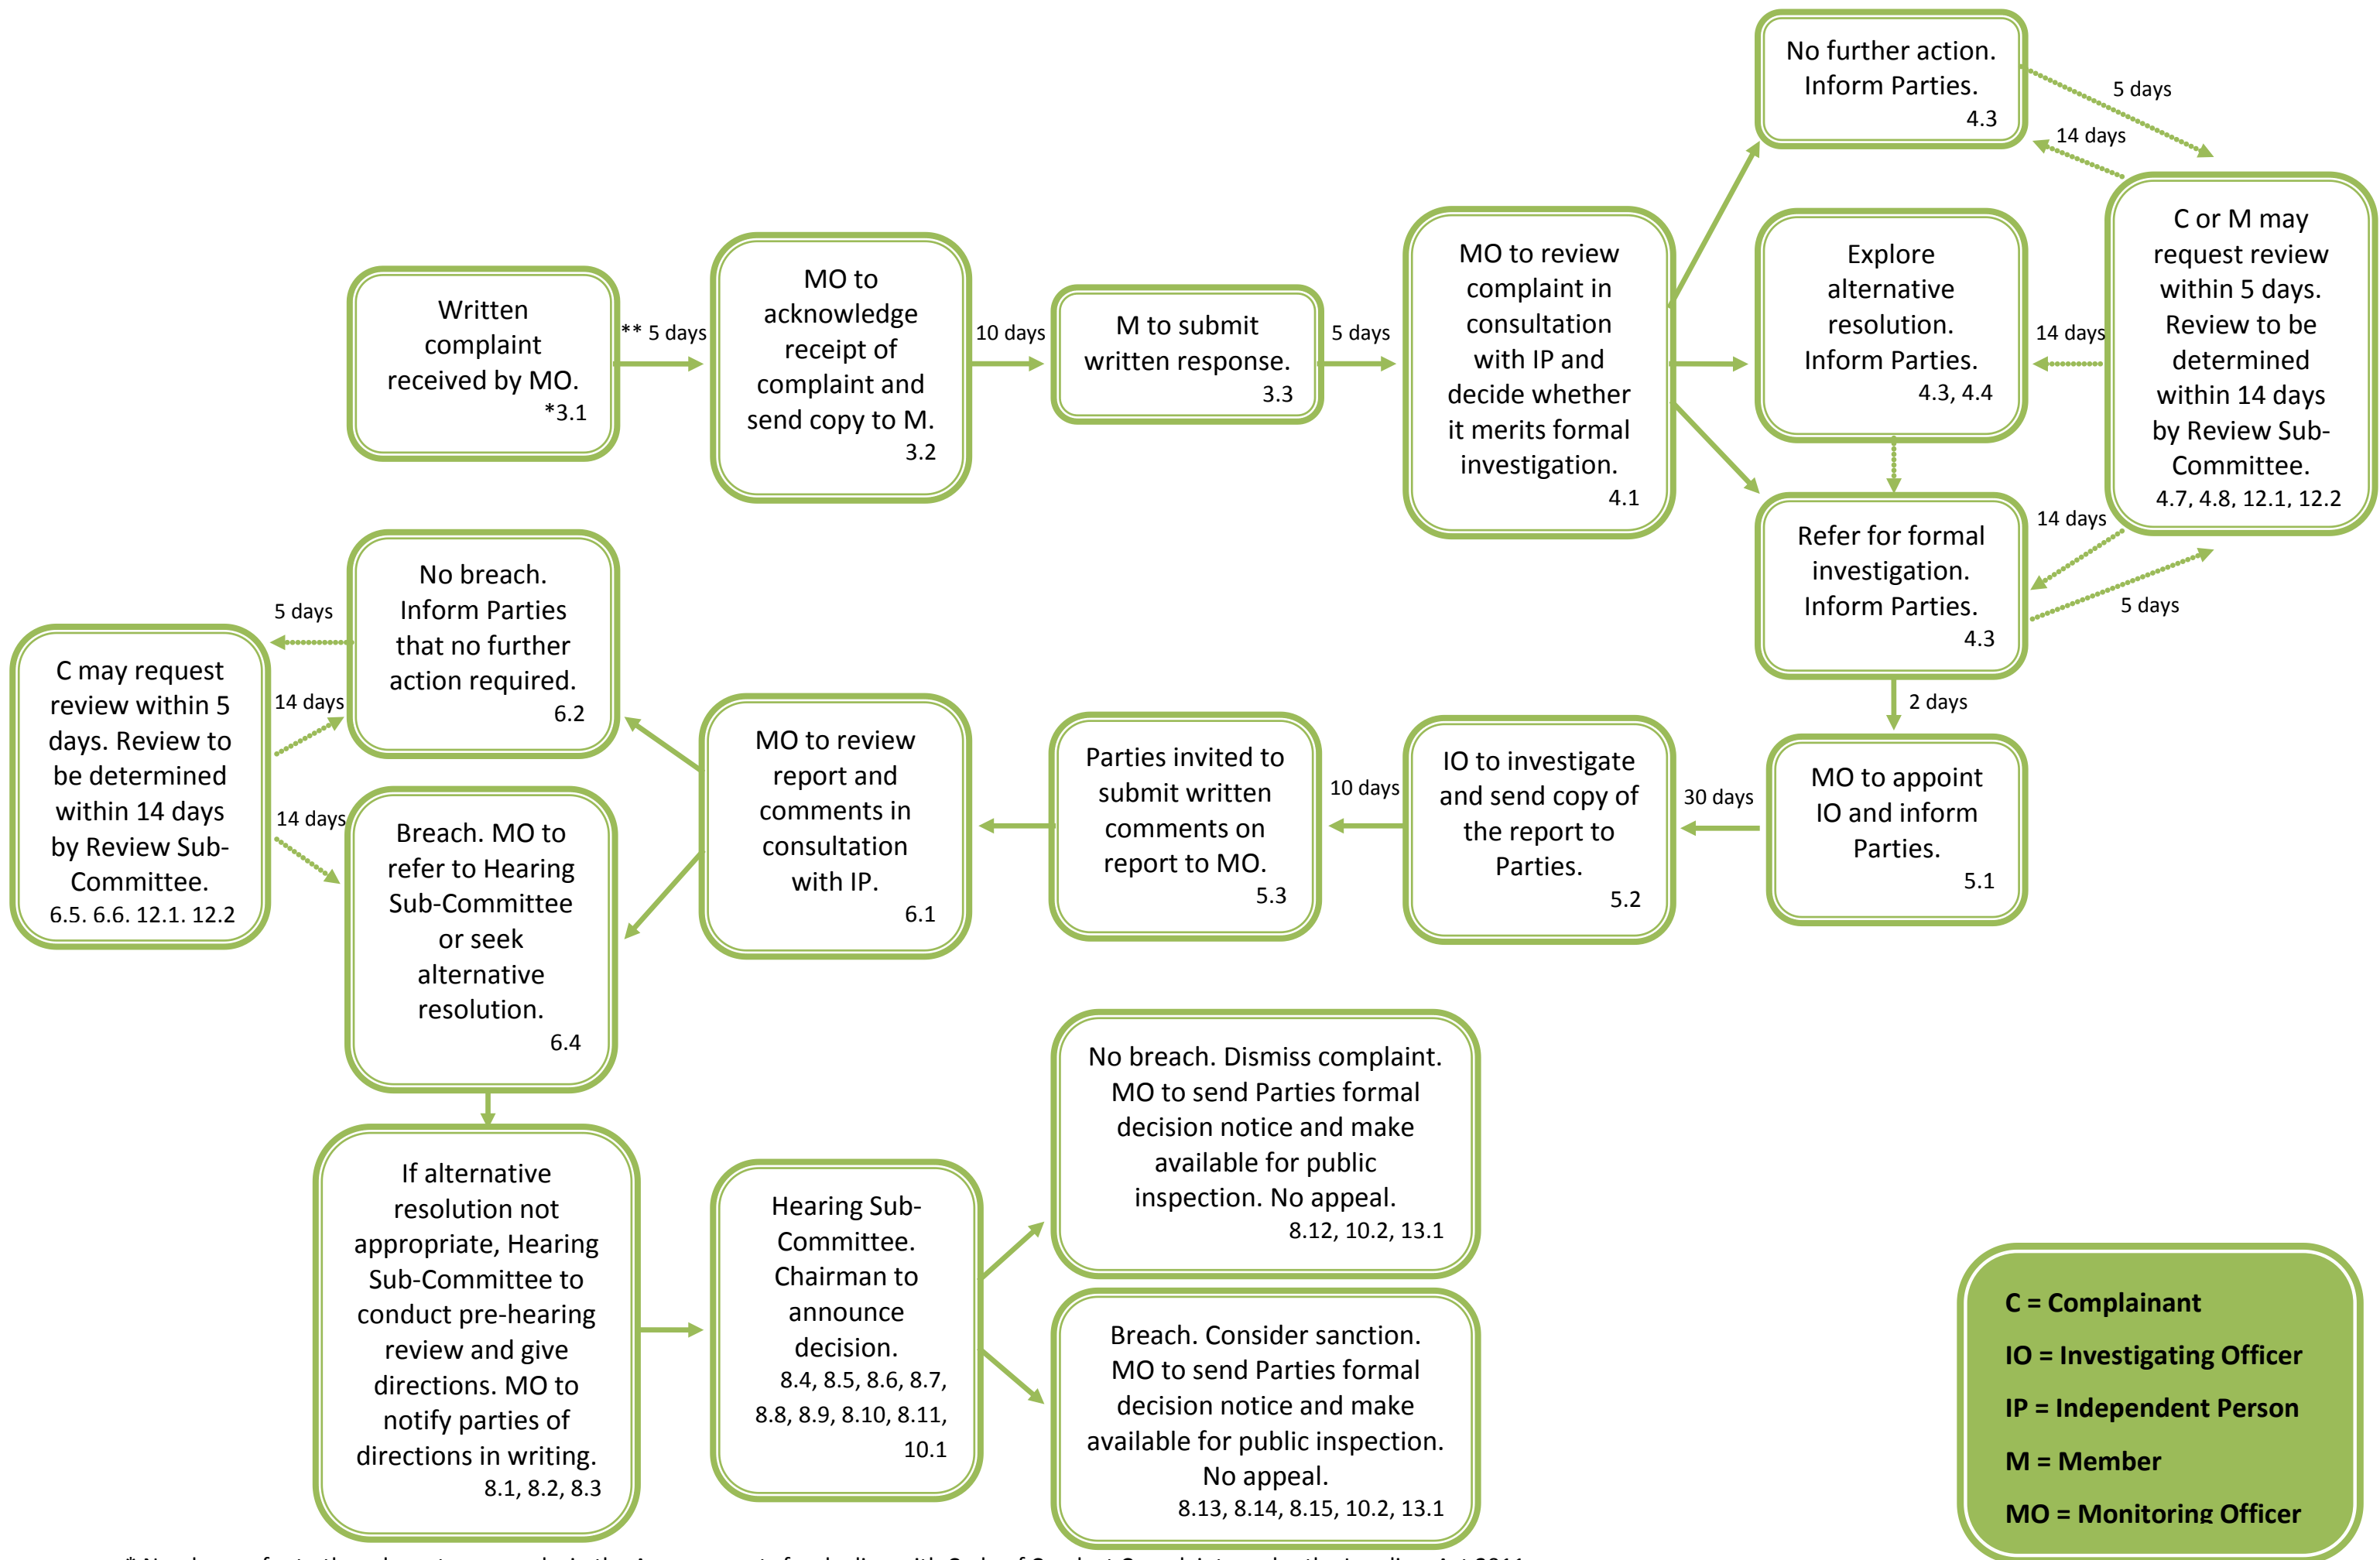 No further action.
Inform Parties.
4.3
5 days
14 days
Written
complaint
received by MO.
*3.1
** 5 days
MO to
acknowledge
receipt of
complaint and
send copy to M.
3.2
10 days
M to submit
written response.
3.3
5 days
MO to review
complaint in
consultation
with IP and
decide whether
it merits formal
investigation.
4.1
Explore
alternative
resolution.
Inform Parties.
4.3, 4.4
14 days
C or M may
request review
within 5 days.
Review to be
determined
within 14 days
by Review Sub-
Committee.
4.7, 4.8, 12.1, 12.2
Refer for formal
investigation.
Inform Parties.
4.3
14 days
5 days
2 days
MO to appoint
IO and inform
Parties.
5.1
30 days
IO to investigate
and send copy of
the report to
Parties.
5.2
10 days
Parties invited to
submit written
comments on
report to MO.
5.3
MO to review
report and
comments in
consultation
with IP.
6.1
No breach.
Inform Parties
that no further
action required.
6.2
5 days
14 days
14 days
C may request
review within 5
days. Review to
be determined
within 14 days
by Review Sub-
Committee.
6.5. 6.6. 12.1. 12.2
Breach. MO to
refer to Hearing
Sub-Committee
or seek
alternative
resolution.
6.4
If alternative
resolution not
appropriate, Hearing
Sub-Committee to
conduct pre-hearing
review and give
directions. MO to
notify parties of
directions in writing.
8.1, 8.2, 8.3
Hearing Sub-
Committee.
Chairman to
announce
decision.
8.4, 8.5, 8.6, 8.7,
8.8, 8.9, 8.10, 8.11,
10.1
No breach. Dismiss complaint.
MO to send Parties formal
decision notice and make
available for public
inspection. No appeal.
8.12, 10.2, 13.1
Breach. Consider sanction.
MO to send Parties formal
decision notice and make
available for public inspection.
No appeal.
8.13, 8.14, 8.15, 10.2, 13.1
C = Complainant
IO = Investigating Officer
IP = Independent Person
M = Member
MO = Monitoring Officer